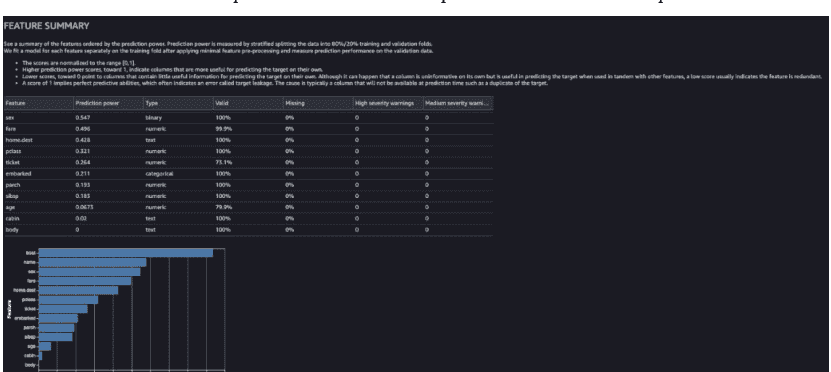 FEATURE SUMMARY
See a summary of the features ordered by the prediction power. Prediction power is measured by stratified splitting the data into 80%/20% training and validation folds.
We fit a model for each feature separately on the training fold after applying minimal feature pre-processing and measure prediction performance on the validation data.
• The scores are normalized to the range [0,1].
• Higher prediction power scores, toward 1, indicate columns that are more useful for predicting the target on their own.
• Lower scores, toward 0 point to columns that contain little useful information for predicting the target on their own. Although it can happen that a column is uninformative on its own but is useful in predicting the target when used in tandem with other features, a low score usually indicates the feature is redundant.
• A score of 1 implies perfect predictive abilities, which often indicates an error called target leakage. The cause is typically a column that will not be available at prediction time such as a duplicate of the target.
Feature Prediction power Type Valid Missing High severity warnings Medium severity warni...
sex 0.547 binary 100% 0% 0 0
fare 0.496 numeric 99.9% 0% 0 0
home.dest 0.428 text 100% 0% 0 0
pclass 0.321 numeric 100% 0% 0 0
ticket 0.264 numeric 73.1% 0% 0 0
embarked 0.211 categorical 100% 0% 0 0
parch 0.193 numeric 100% 0% 0 0
sibsp 0.183 numeric 100% 0% 0 0
age 0.0673 numeric 79.9% 0% 0 0
cabin 0.02 text 100% 0% 0 0
body 0 text 100% 0% 0 0
Feature
boat
name
sex
fare
home.dest
pclass
ticket
embarked
parch
sibsp
age
cabin
body